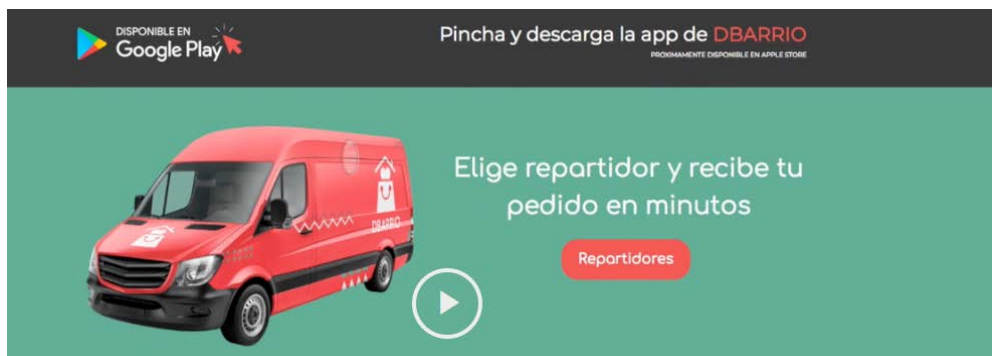 DISPONIBLE EN
Google Play
Pincha y descarga la app de DBARRIO
PROXIMAMENTE DISPONIBLE EN APPLE STORE
Elige repartidor y recibe tu
pedido en minutos
Repartidores
DBARRIO